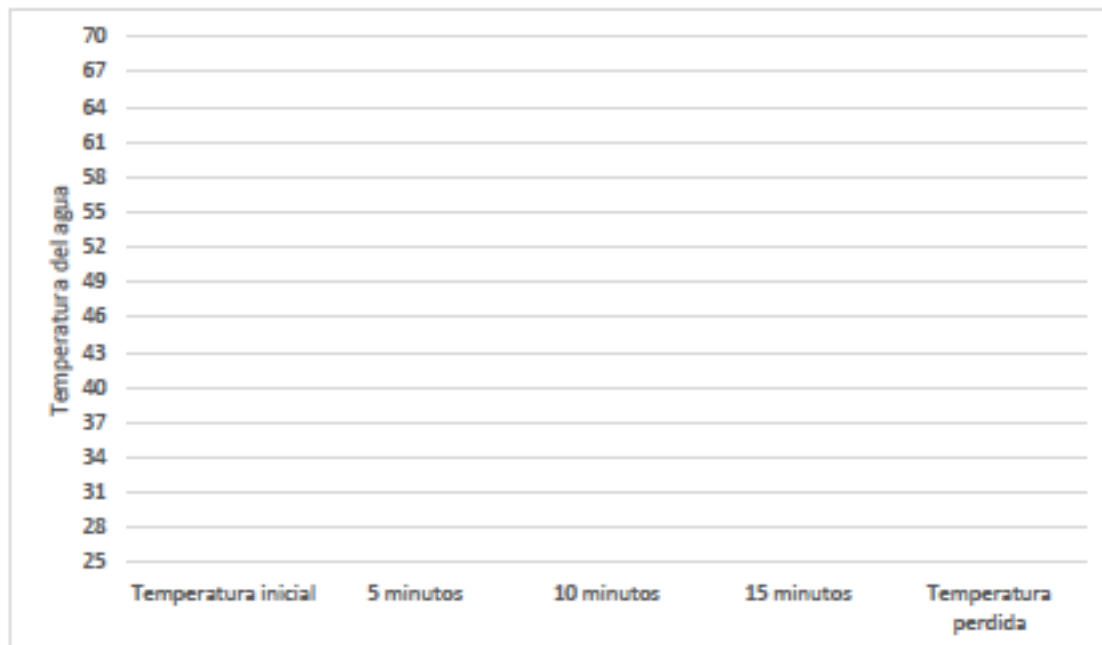 70
67
64
61
58
55
52
49
46
43
40
37
34
31
28
25
Temperatura del agua
Temperatura inicial
5 minutos
10 minutos
15 minutos
Temperatura
perdida